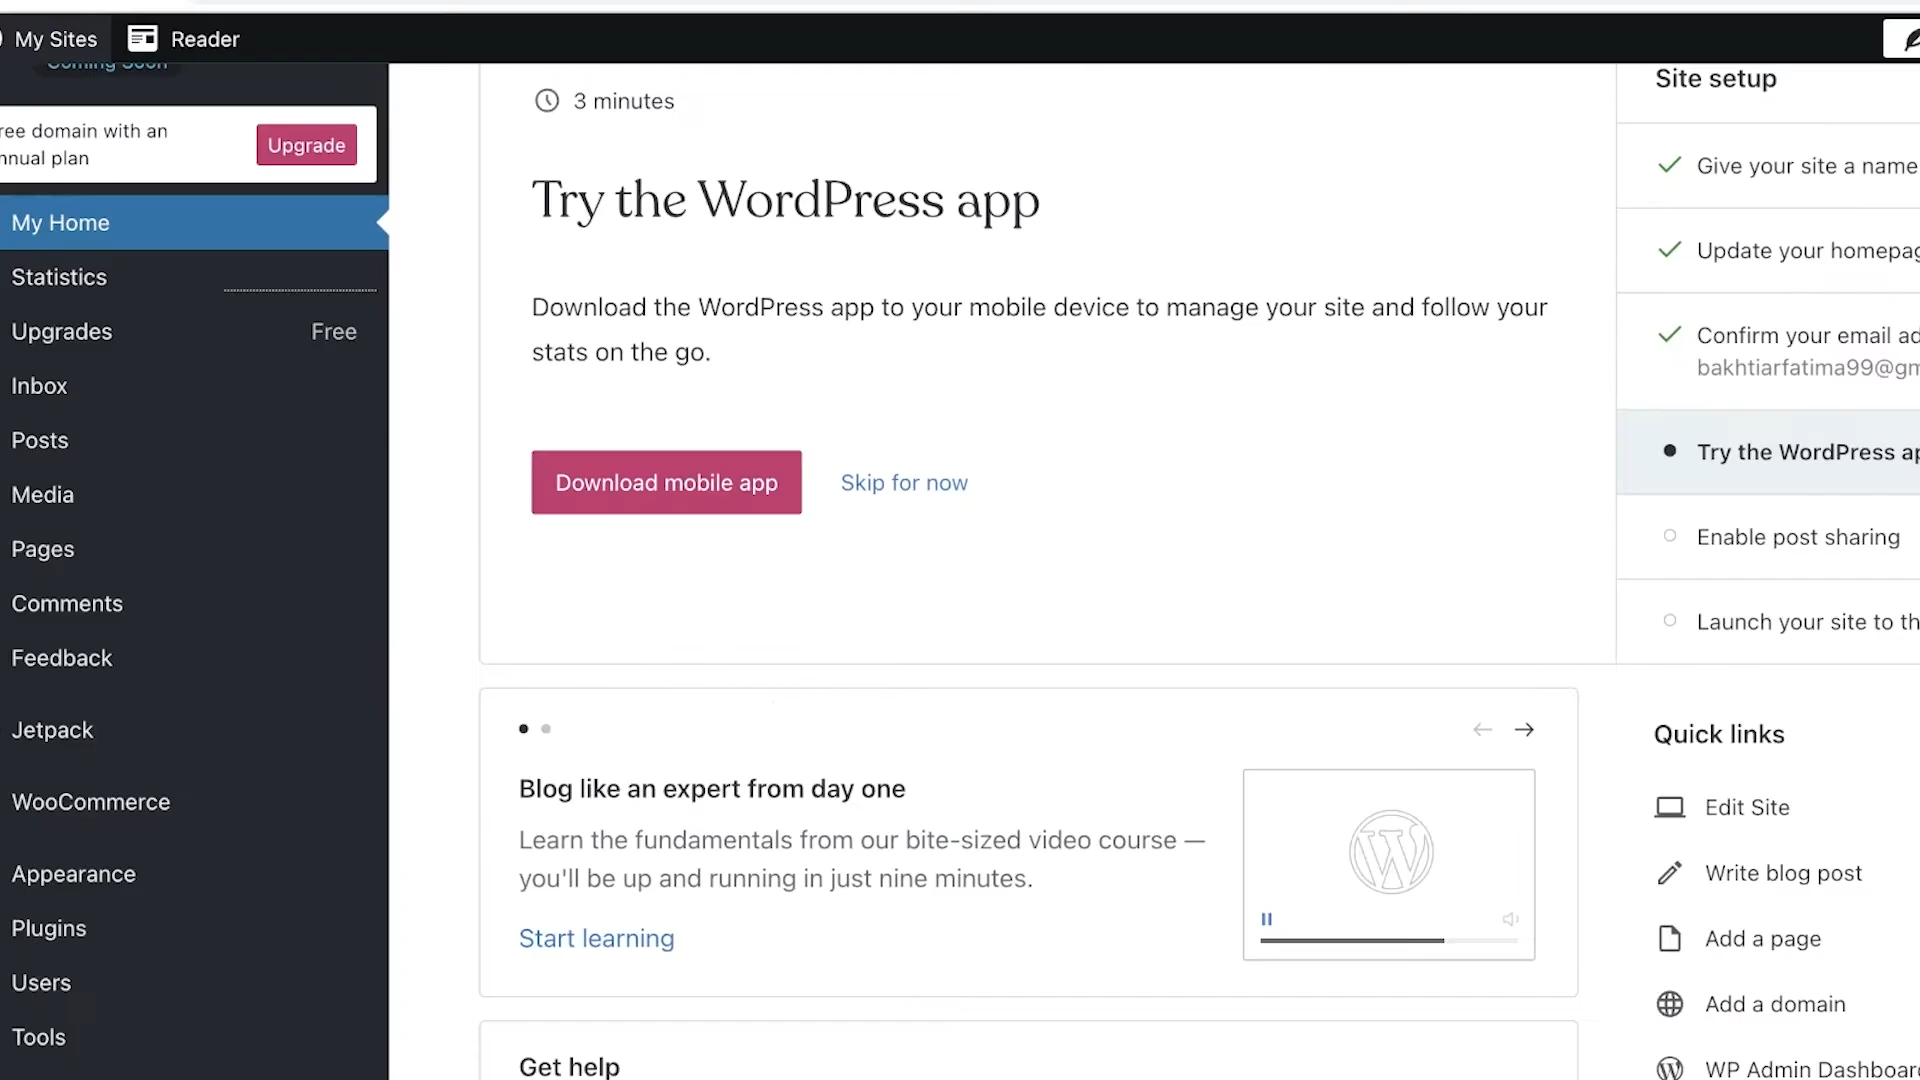 My Sites
Reader
Coming Soon
ree domain with an
nnual plan
Upgrade
My Home
Statistics
Upgrades
Free
Inbox
Posts
Media
Pages
Comments
Feedback
Jetpack
WooCommerce
Appearance
Plugins
Users
Tools
3 minutes
Try the WordPress app
Download the WordPress app to your mobile device to manage your site and follow your
stats on the go.
Download mobile app
Skip for now
Site setup
Give your site a name
Update your homepag
Confirm your email ad
bakhtiarfatima99@gm
Try the WordPress ap
Enable post sharing
Launch your site to th
Blog like an expert from day one
Learn the fundamentals from our bite-sized video course —
you'll be up and running in just nine minutes.
Start learning
Quick links
Edit Site
Write blog post
Add a page
Add a domain
WP Admin Dashboar
Get help